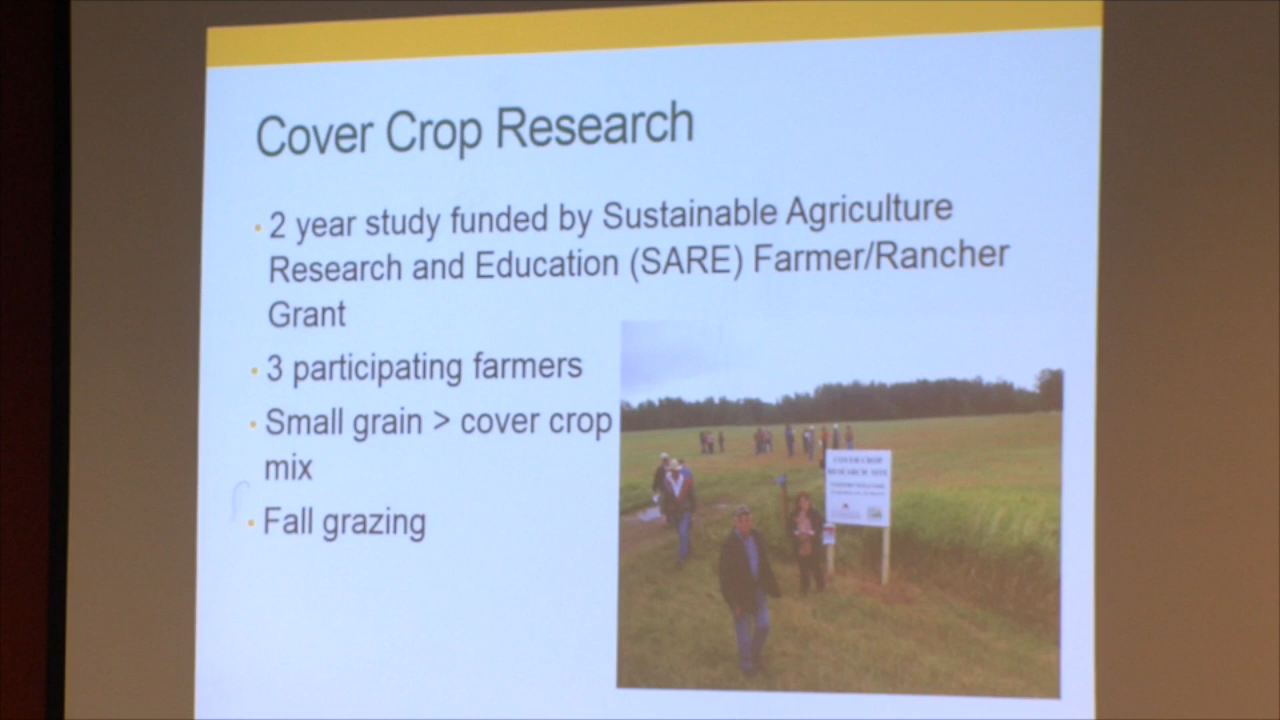 Cover Crop Research
• 2 year study funded by Sustainable Agriculture
Research and Education (SARE) Farmer/Rancher
Grant
• 3 participating farmers
• Small grain > cover crop
mix
• Fall grazing
COVER CROP
RESEARCH SITE